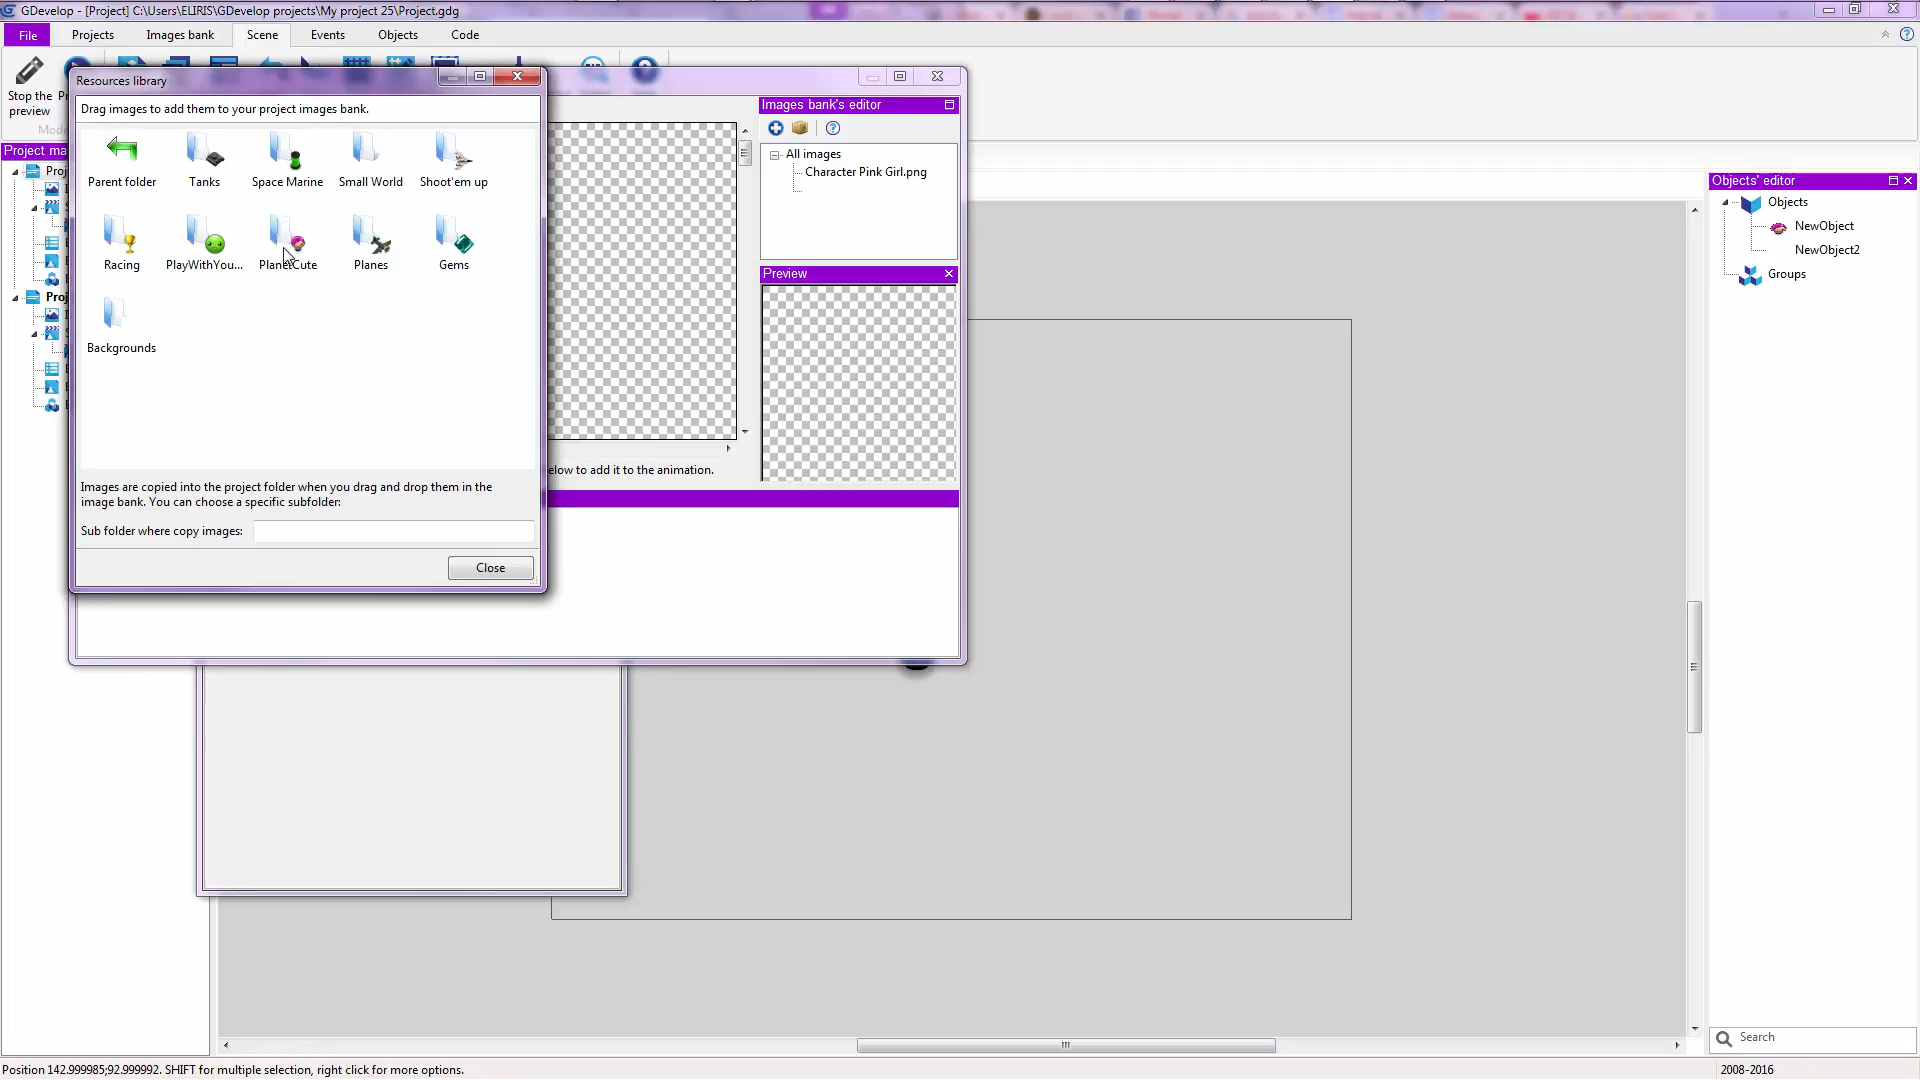 GDevelop - [Project] C:\Users\ELIRIS\GDevelop projects\My project 25\Project.gdg
File Projects Images bank Scene Events Objects Code
Stop the
preview
Resources library
Drag images to add them to your project images bank.
Parent folder Tanks Space Marine Small World Shoot'em up
Racing PlayWithYou... PlanetCute Planes Gems
Backgrounds
Images are copied into the project folder when you drag and drop them in the
image bank. You can choose a specific subfolder:
Sub folder where copy images:
Close
elow to add it to the animation.
Images bank's editor
All images
Character Pink Girl.png
Preview
Project ma
Proj
Proj
Objects' editor
Objects
NewObject
NewObject2
Groups
Search
Position 142.999985;92.999992. SHIFT for multiple selection, right click for more options.
2008-2016